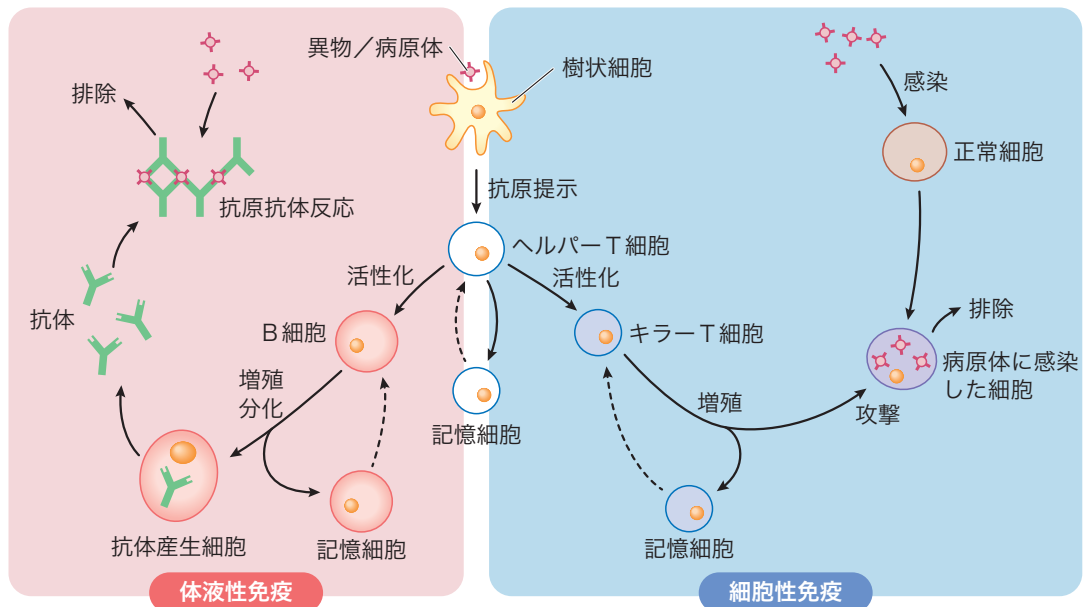 異物／病原体
樹状細胞
抗原提示
ヘルパーT細胞
活性化
活性化
記憶細胞
排除
抗原抗体反応
抗体
B細胞
増殖
分化
抗体産生細胞
記憶細胞
体液性免疫
感染
正常細胞
キラーT細胞
排除
病原体に感染
した細胞
攻撃
増殖
記憶細胞
細胞性免疫